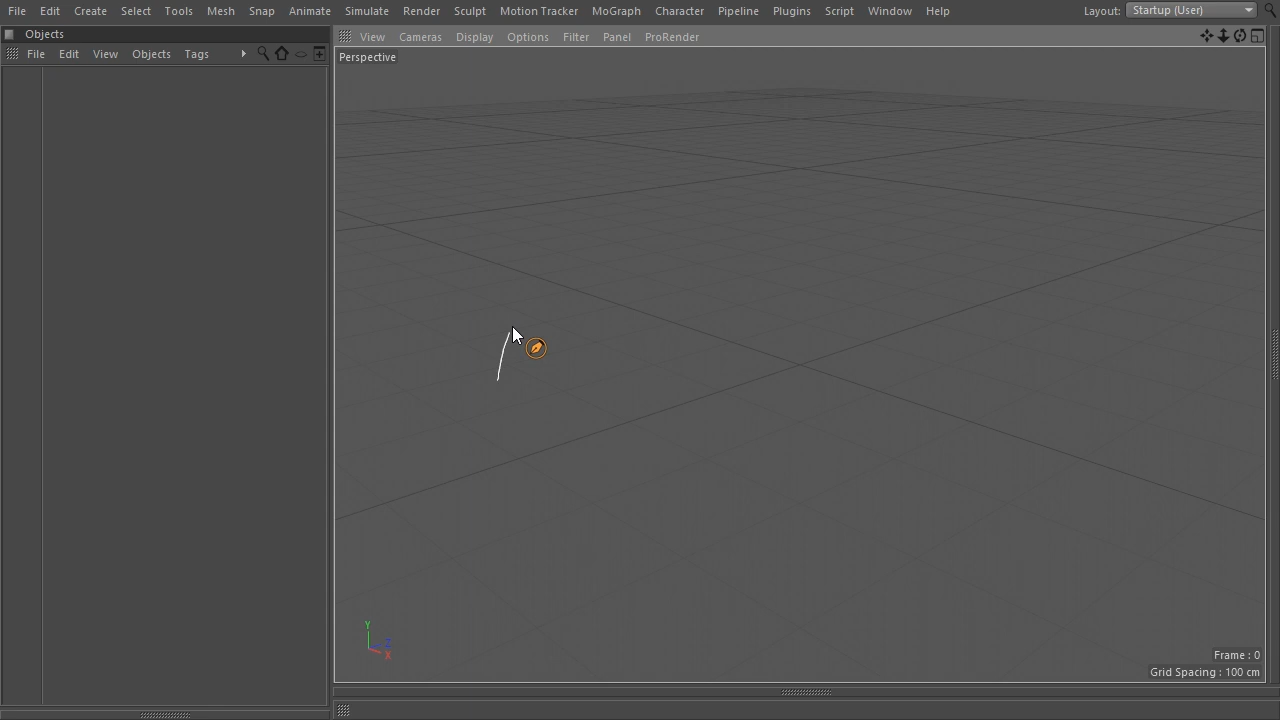 File Edit Create Select Tools Mesh Snap Animate Simulate Render Sculpt Motion Tracker MoGraph Character Pipeline Plugins Script Window Help Layout: Startup (User)
Objects
File Edit View Objects Tags
View Cameras Display Options Filter Panel ProRender
Perspective
Y
Z
X
Frame : 0
Grid Spacing : 100 cm